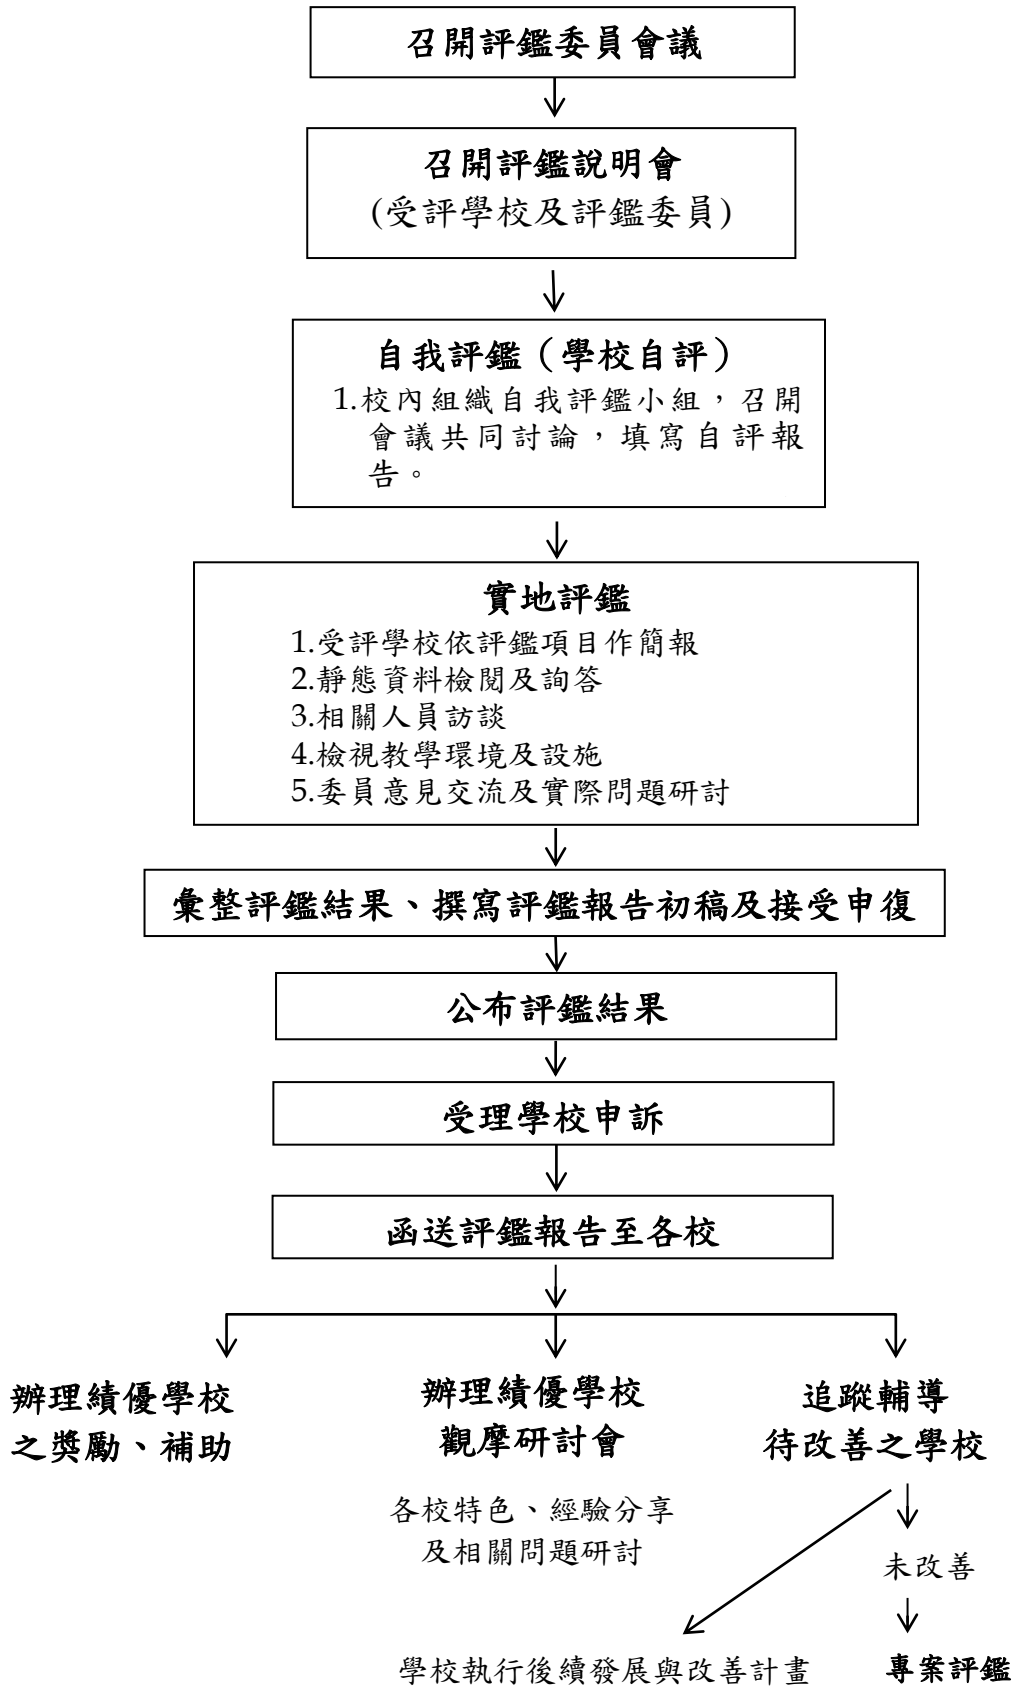 召開評鑑委員會議
召開評鑑說明會
(受評學校及評鑑委員)
自我評鑑（學校自評）
1.校內組織自我評鑑小組，召開
會議共同討論，填寫自評報
告。
實地評鑑
1.受評學校依評鑑項目作簡報
2.靜態資料檢閱及詢答
3.相關人員訪談
4.檢視教學環境及設施
5.委員意見交流及實際問題研討
彙整評鑑結果、撰寫評鑑報告初稿及接受申復
公布評鑑結果
受理學校申訴
函送評鑑報告至各校
辦理績優學校
之獎勵、補助
辦理績優學校
觀摩研討會
各校特色、經驗分享
及相關問題研討
追蹤輔導
待改善之學校
未改善
學校執行後續發展與改善計畫
專案評鑑